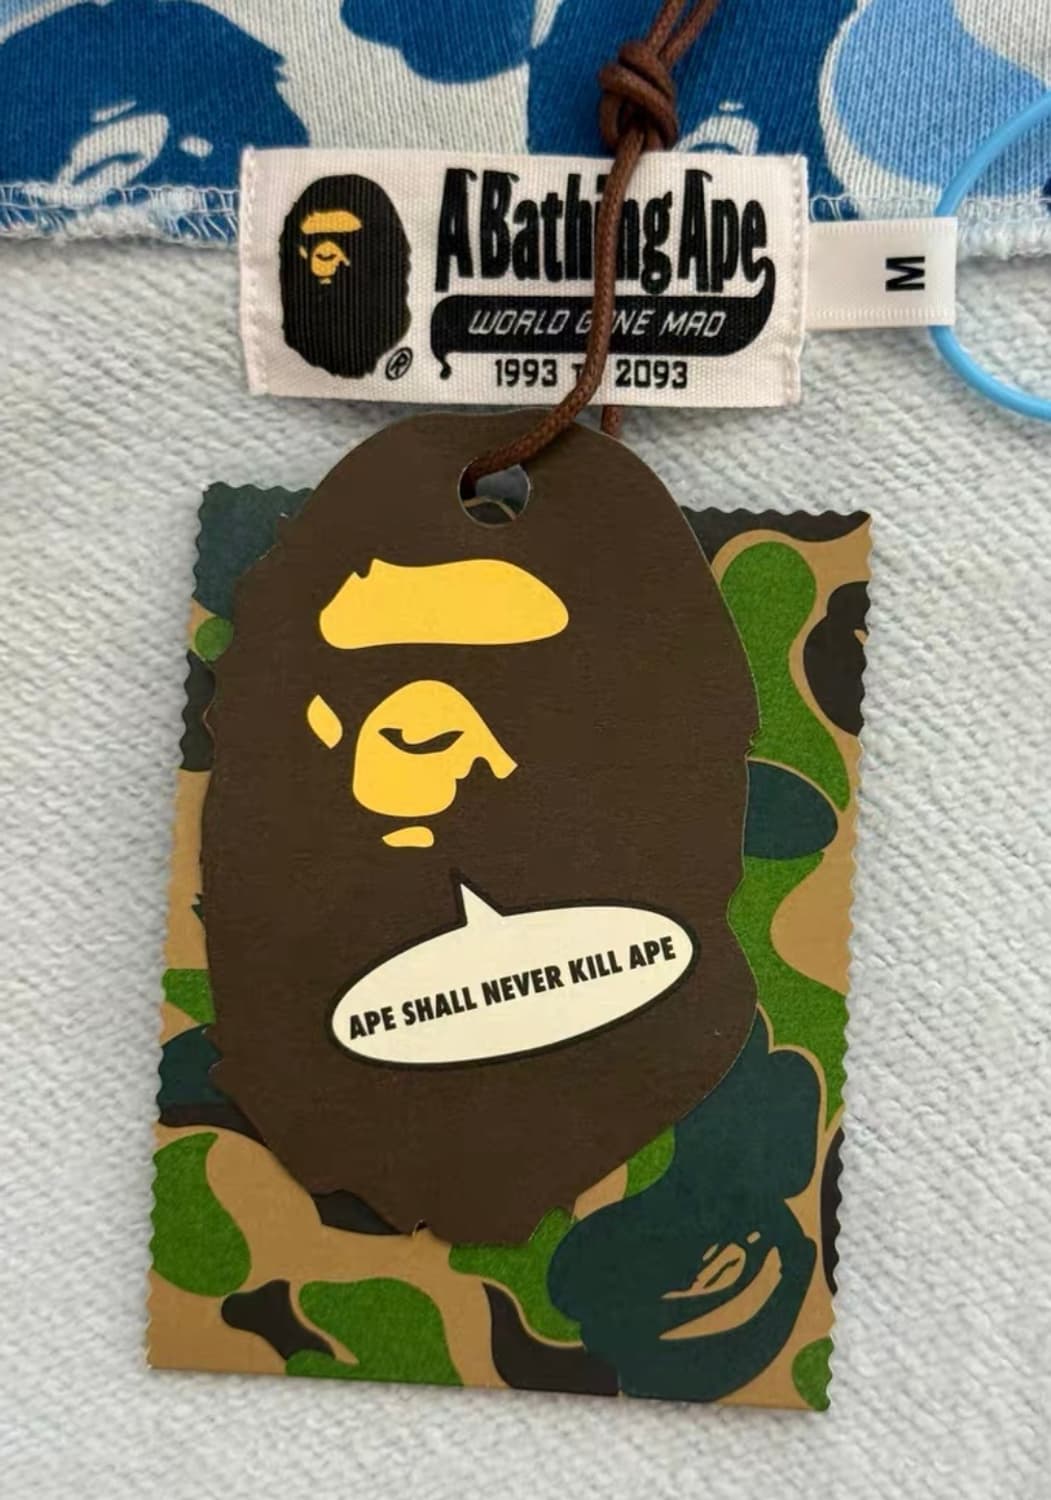 A Bathing Ape
®
WORLD GONE MAD
1993 TO 2093
M
APE SHALL NEVER KILL APE